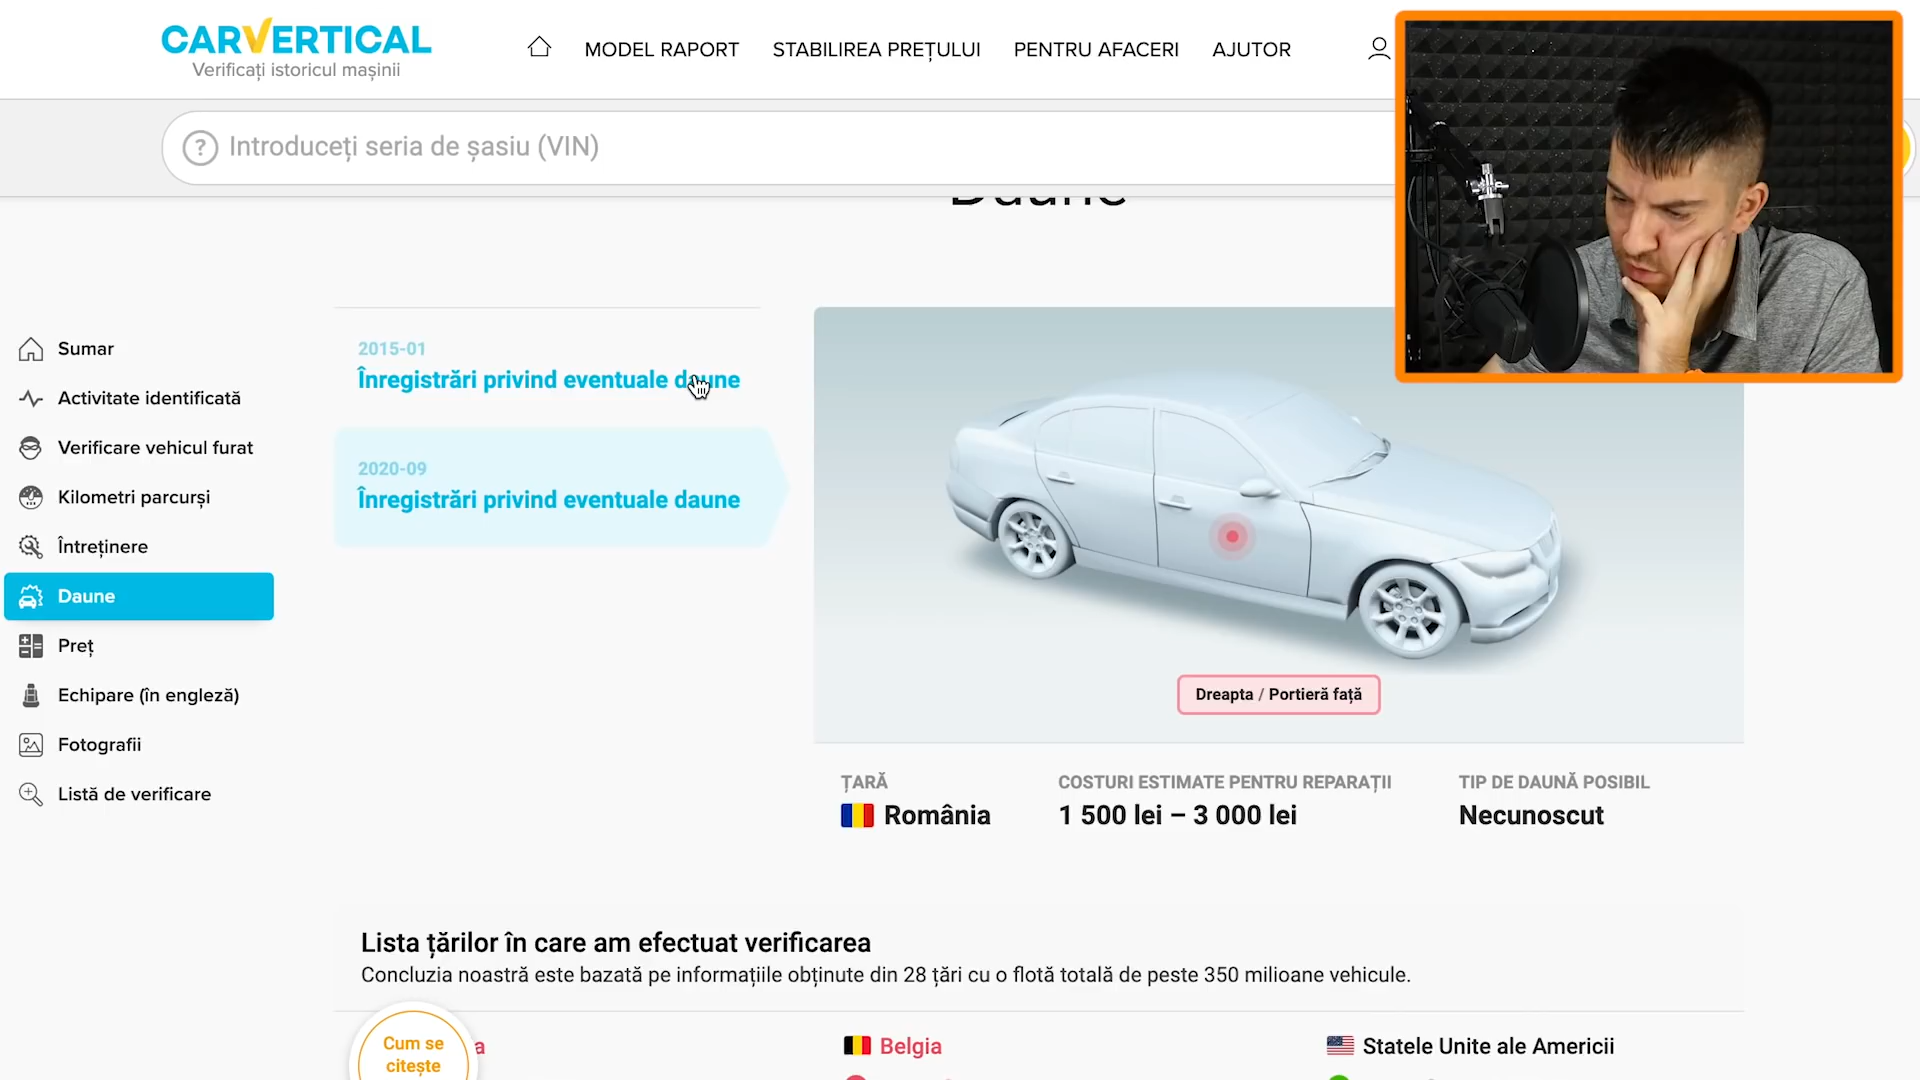 CARVERTICAL
Verificați istoricul mașinii
MODEL RAPORT
STABILIREA PREȚULUI
PENTRU AFACERI
AJUTOR
? Introduceți seria de șasiu (VIN)
Daune
Sumar
Activitate identificată
Verificare vehicul furat
Kilometri parcurși
Întreținere
Daune
Preț
Echipare (în engleză)
Fotografii
Listă de verificare
2015-01
Înregistrări privind eventuale daune
2020-09
Înregistrări privind eventuale daune
Dreapta / Portieră față
ȚARĂ
România
COSTURI ESTIMATE PENTRU REPARAȚII
1 500 lei – 3 000 lei
TIP DE DAUNĂ POSIBIL
Necunoscut
Lista țărilor în care am efectuat verificarea
Concluzia noastră este bazată pe informațiile obținute din 28 țări cu o flotă totală de peste 350 milioane vehicule.
Cum se
citește
Belgia
Statele Unite ale Americii